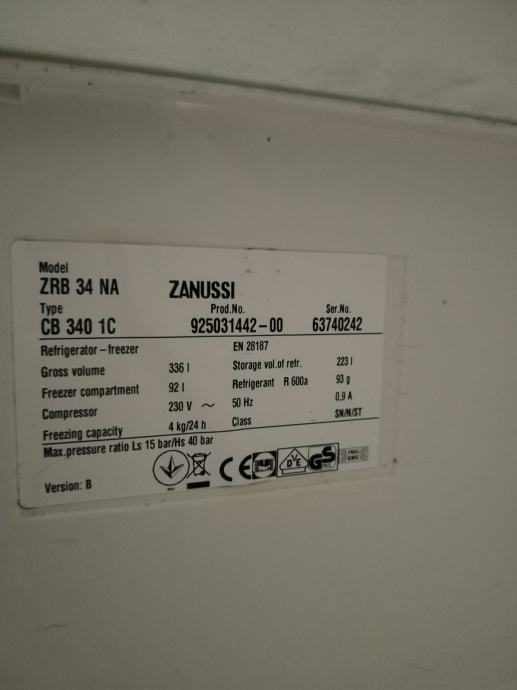 Model
ZRB 34 NA ZANUSSI
Type Prod.No. Ser.No.
CB 340 1C 925031442-00 63740242
Refrigerator-freezer EN 28187
Gross volume 336 l Storage vol.of refr. 223 l
Freezer compartment 92 l Refrigerant R 600a 93 g
Compressor 230 V ~ 50 Hz 0,9 A
Freezing capacity 4 kg/24 h Class SN/N/ST
Max.pressure ratio Ls 15 bar/Hs 40 bar
CE DVE GS
Version: B